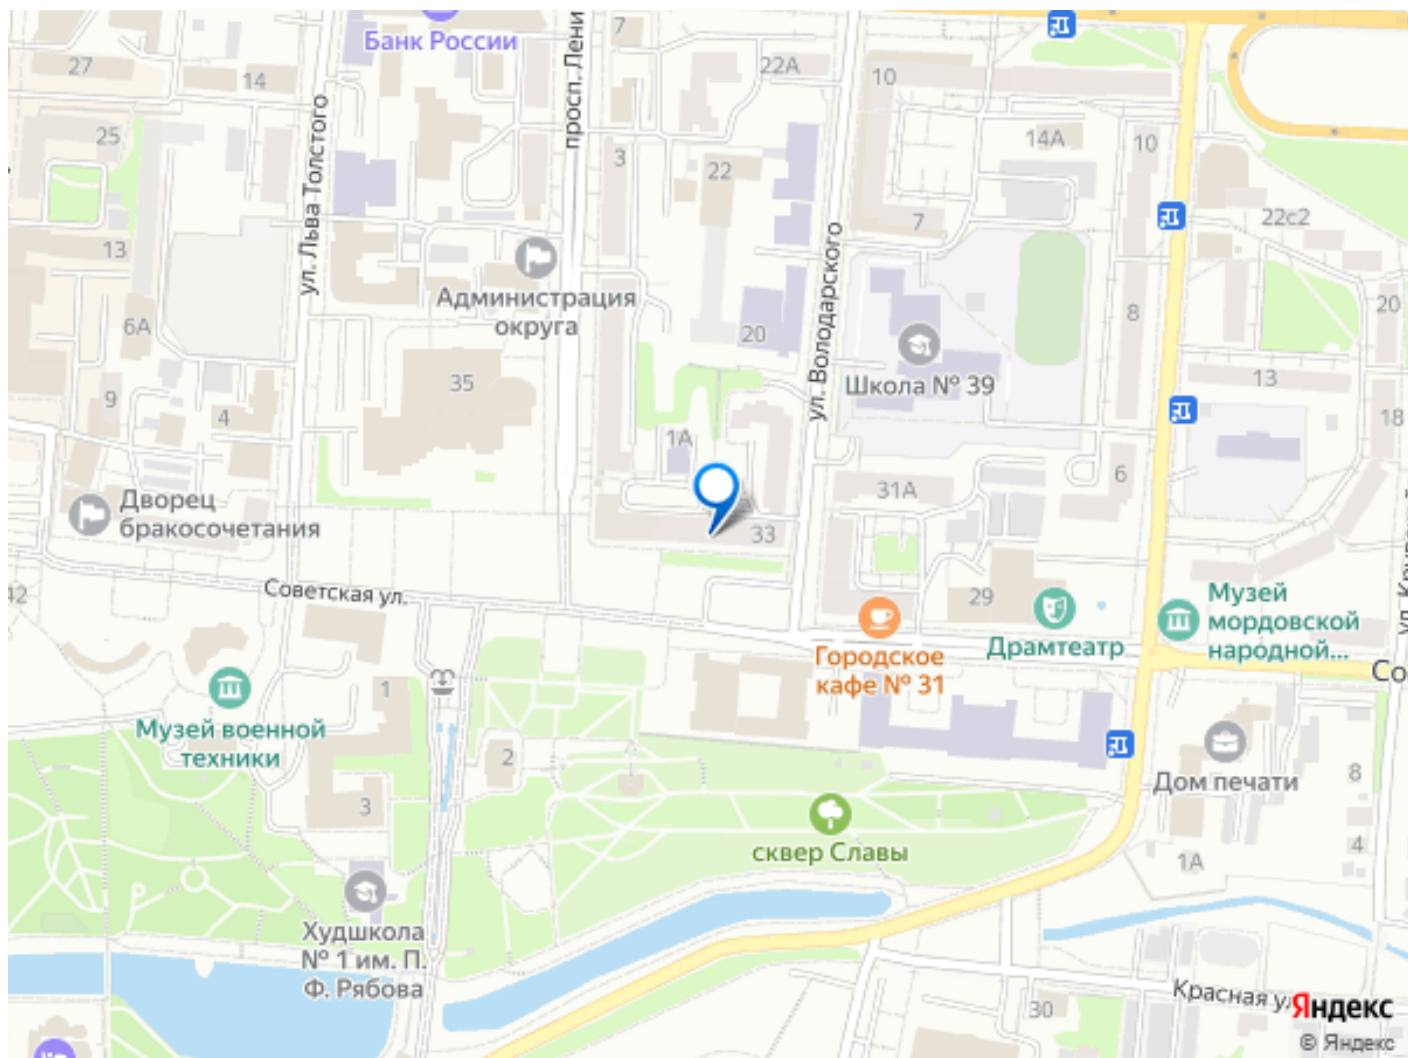 Банк России
просп. Лени
7
22А
10
27
14
25
ул. Льва Толстого
3
22
14А
10
7
22с2
13
ул. Володарского
Администрация
округа
6А
20
8
20
Школа № 39
35
13
9
4
1А
18
6
31А
Дворец
бракосочетания
33
42
Советская ул.
29
Музей
мордовской
народной...
Драмтеатр
Городское
кафе № 31
Со
1
Музей военной
техники
2
Дом печати
8
3
сквер Славы
4
1А
Худшкола
№ 1 им. П.
Ф. Рябова
30
Красная ул
Яндекс
© Яндекс